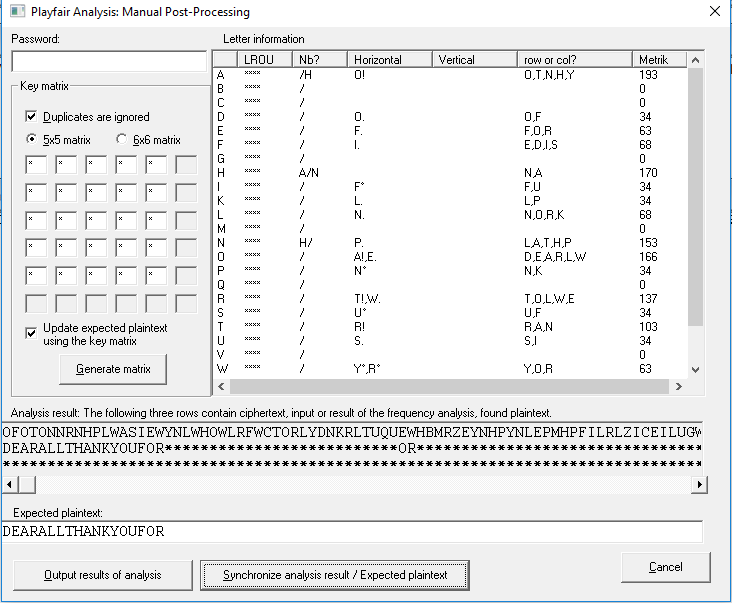 Playfair Analysis: Manual Post-Processing
Password:
Letter information
LROU Nb? Horizontal Vertical row or col? Metrik
A **** /H O! O,T,N,H,Y 193
B **** / 0
C **** / 0
D **** / O. O,F 34
E **** / F. F,O,R 63
F **** / I. E,D,I,S 68
G **** / 0
H **** A/N N,A 170
I **** / F* F,U 34
K **** / L. L,P 34
L **** / N. N,O,R,K 68
M **** / 0
N **** H/ P. L,A,T,H,P 153
O **** / A!,E. D,E,A,R,L,W 166
P **** / N* N,K 34
Q **** / 0
R **** / T!,W. T,O,L,W,E 137
S **** / U* U,F 34
T **** / R! R,A,N 103
U **** / S. S,I 34
V **** / 0
W **** / Y*,R* Y,O,R 63
Key matrix
Duplicates are ignored
5x5 matrix 6x6 matrix
* * * * *
* * * * *
* * * * *
* * * * *
* * * * *
Update expected plaintext
using the key matrix
Generate matrix
Analysis result: The following three rows contain ciphertext, input or result of the frequency analysis, found plaintext.
OFOTONNRNHPLWASIEWYNLWHOWLRFWCTORLYDNKRLTUQUEWHBMRZEYNHPYNLEPMHPFILRLZICEILUGW
DEARALLTHANKYOUFOR**************************OR********************************
******************************************************************************
Expected plaintext:
DEARALLTHANKYOUFOR
Output results of analysis
Synchronize analysis result / Expected plaintext
Cancel